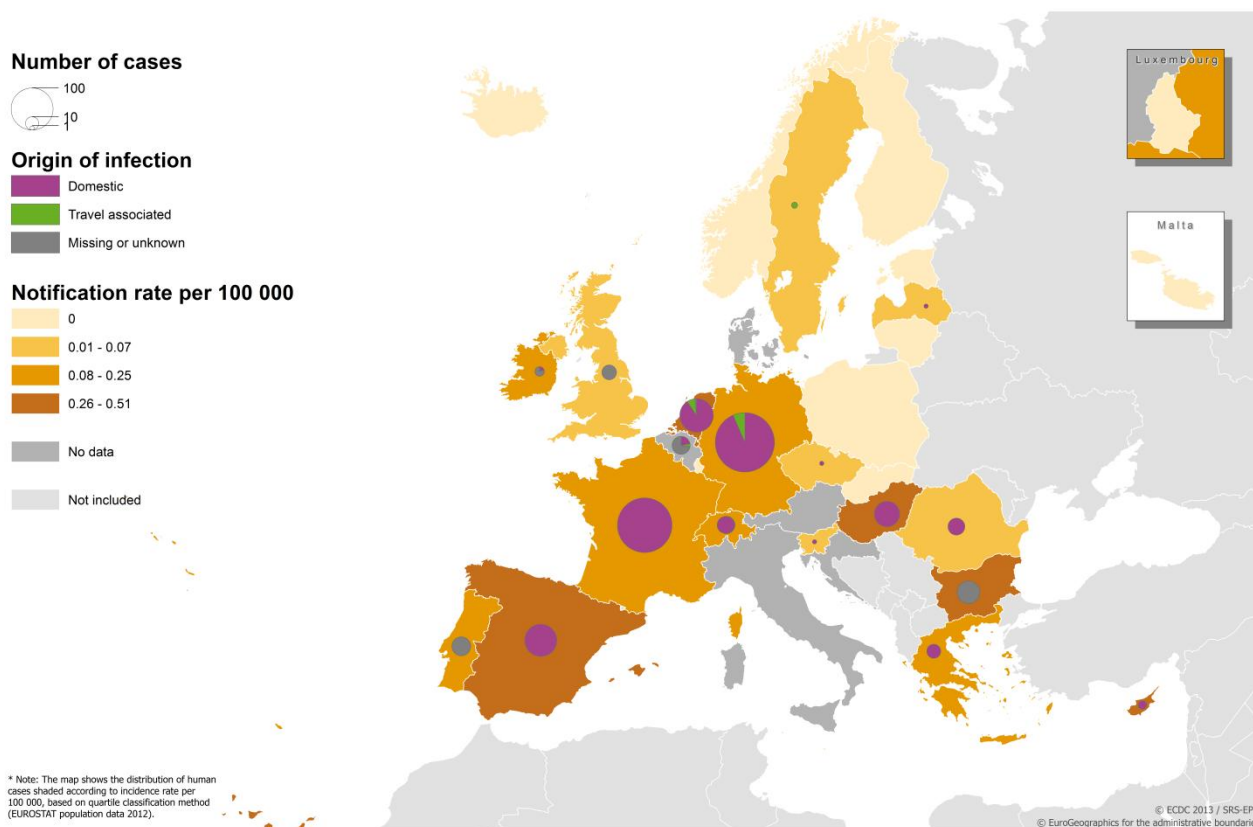 Number of cases
100
10
1
Origin of infection
Domestic
Travel associated
Missing or unknown
Notification rate per 100 000
0
0.01 - 0.07
0.08 - 0.25
0.26 - 0.51
No data
Not included
Luxembourg
Malta
* Note: The map shows the distribution of human
cases shaded according to incidence rate per
100 000, based on quartile classification method
(EUROSTAT population data 2012).
© ECDC 2013 / SRS-EP
© EuroGeographics for the administrative boundarie